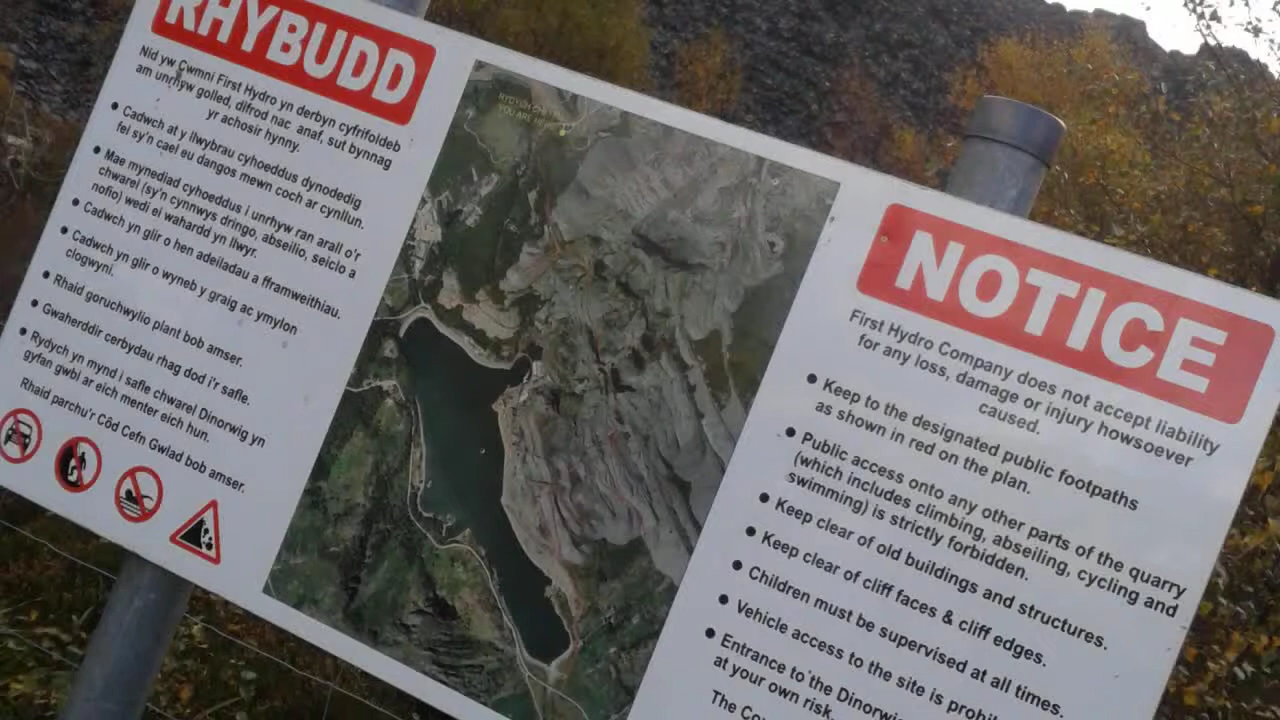 RHYBUDD
Nid yw Cwmni First Hydro yn derbyn cyfrifoldeb
am unrhyw golled, difrod nac anaf, sut bynnag
yr achosir hynny.
• Cadwch at y llwybrau cyhoeddus dynodedig
fel sy'n cael eu dangos mewn coch ar cynllun.
• Mae mynediad cyhoeddus i unrhyw ran arall o'r
chwarel (sy'n cynnwys dringo, abseilio, seiclo a
nofio) wedi ei wahardd yn llwyr.
• Cadwch yn glir o hen adeiladau a fframweithiau.
• Cadwch yn glir o wyneb y graig ac ymylon
clogwyni.
• Rhaid goruchwylio plant bob amser.
• Gwaherddir cerbydau rhag dod i'r safle.
• Rydych yn mynd i safle chwarel Dinorwig yn
gyfan gwbl ar eich menter eich hun.
Rhaid parchu'r Côd Cefn Gwlad bob amser.
YOU ARE
NOTICE
First Hydro Company does not accept liability
for any loss, damage or injury howsoever
caused.
• Keep to the designated public footpaths
as shown in red on the plan.
• Public access onto any other parts of the quarry
(which includes climbing, abseiling, cycling and
swimming) is strictly forbidden.
• Keep clear of old buildings and structures.
• Keep clear of cliff faces & cliff edges.
• Children must be supervised at all times.
• Vehicle access to the site is prohi
• Entrance to the Dinorwi
at your own risk.
The Cou